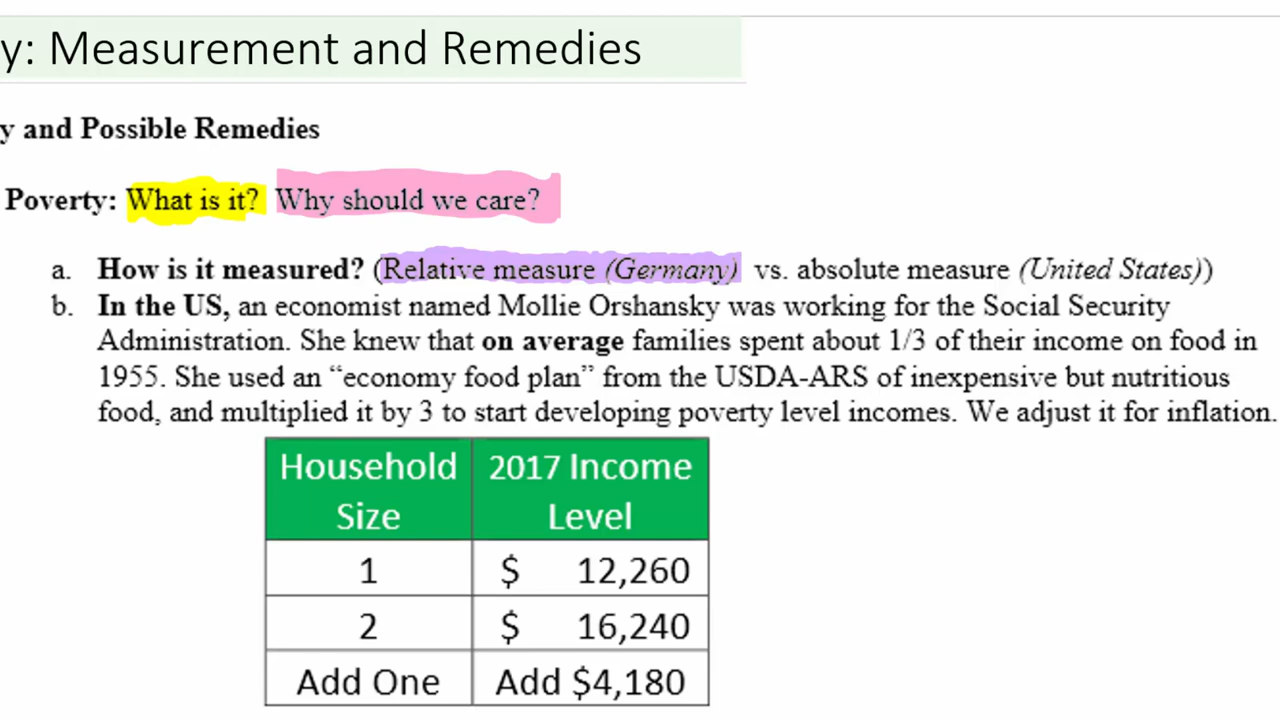 y: Measurement and Remedies
y and Possible Remedies
Poverty: What is it? Why should we care?
a. How is it measured? (Relative measure (Germany) vs. absolute measure (United States))
b. In the US, an economist named Mollie Orshansky was working for the Social Security
Administration. She knew that on average families spent about 1/3 of their income on food in
1955. She used an “economy food plan” from the USDA-ARS of inexpensive but nutritious
food, and multiplied it by 3 to start developing poverty level incomes. We adjust it for inflation.
Household Size 2017 Income Level
1 $ 12,260
2 $ 16,240
Add One Add $4,180